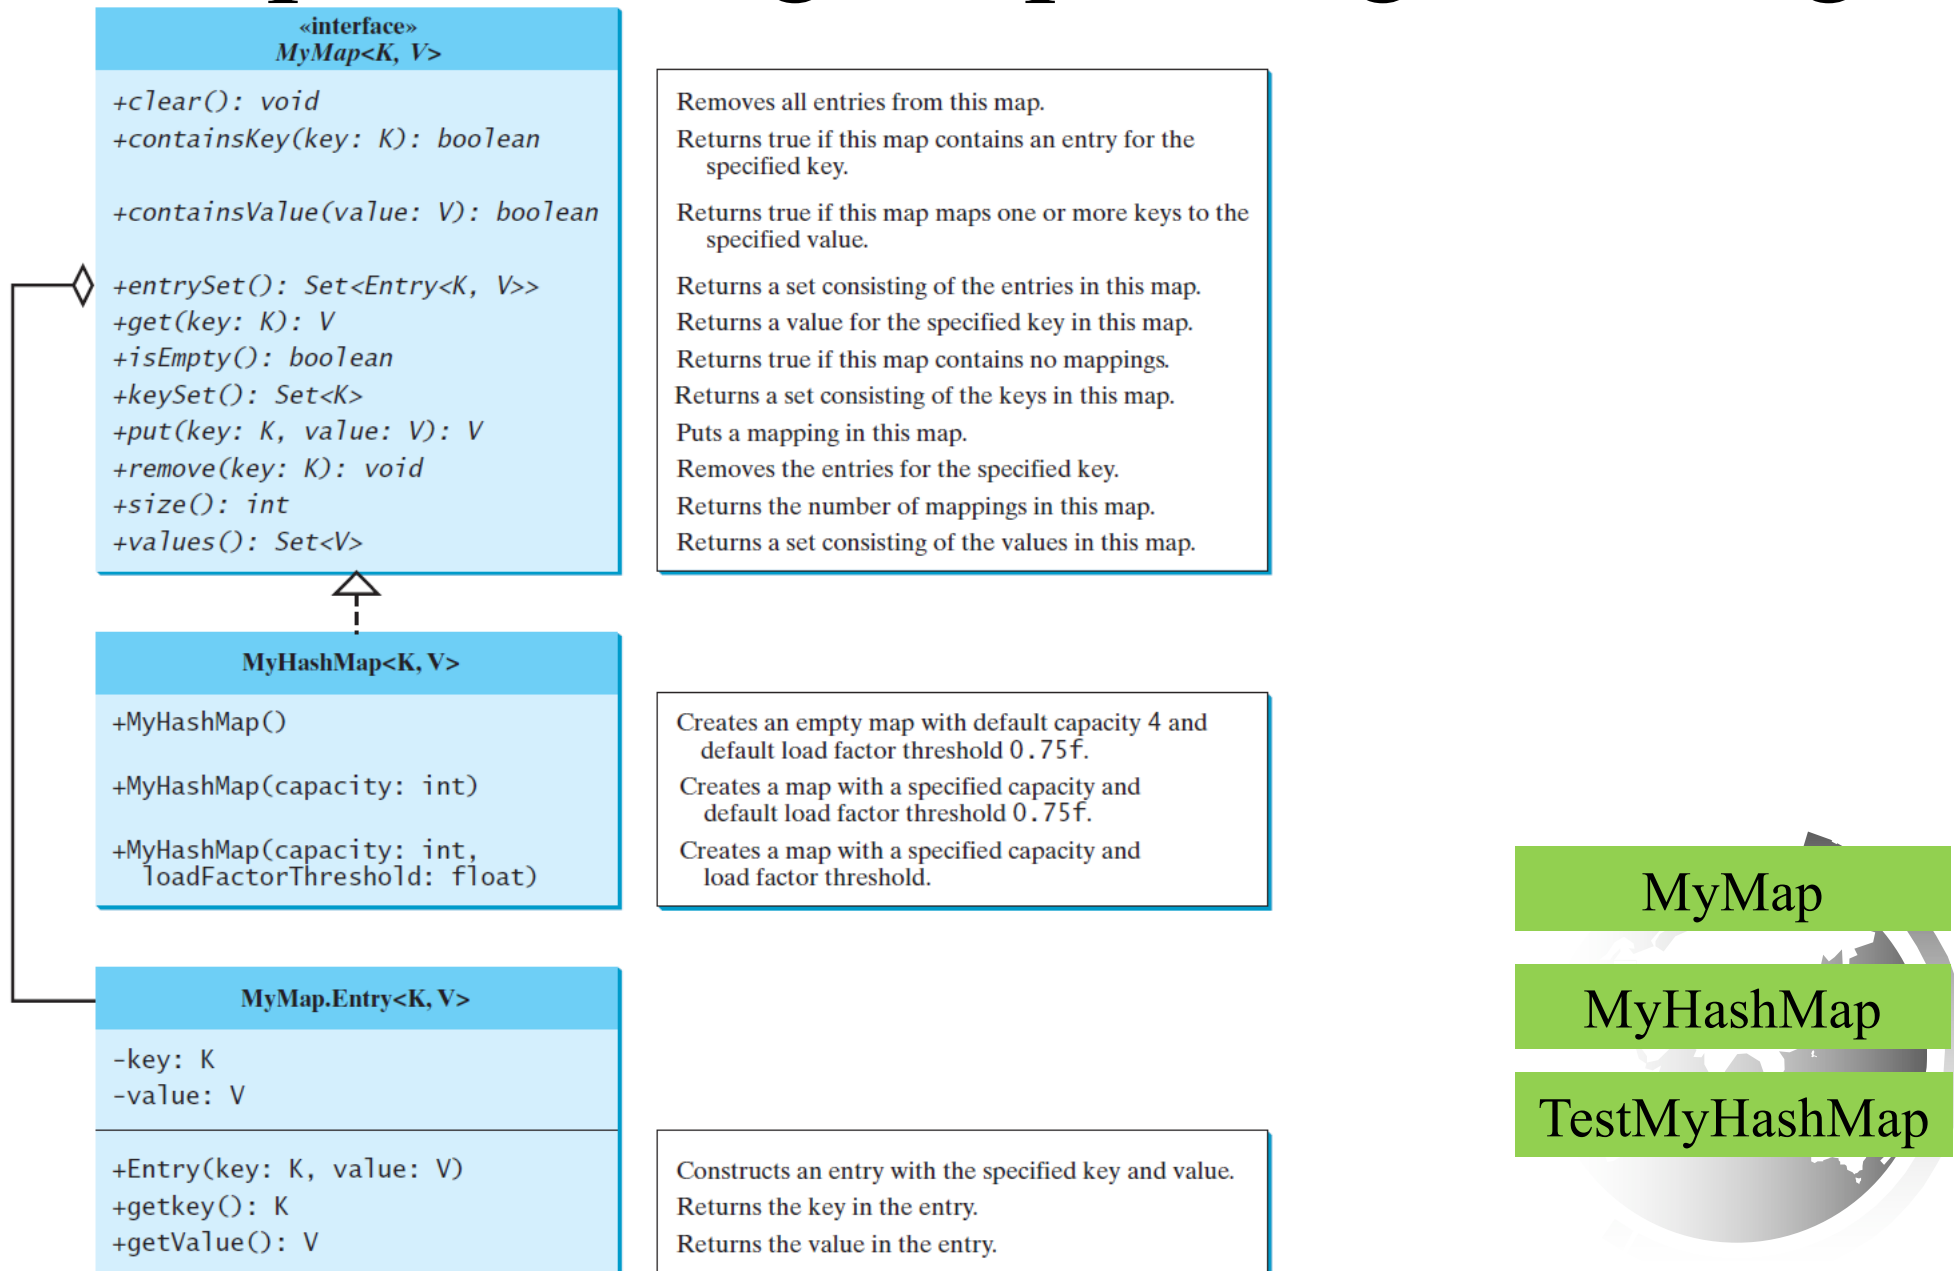 «interface»
MyMap<K, V>
+clear(): void
+containsKey(key: K): boolean
+containsValue(value: V): boolean
+entrySet(): Set<Entry<K, V>>
+get(key: K): V
+isEmpty(): boolean
+keySet(): Set<K>
+put(key: K, value: V): V
+remove(key: K): void
+size(): int
+values(): Set<V>
Removes all entries from this map.
Returns true if this map contains an entry for the
specified key.
Returns true if this map maps one or more keys to the
specified value.
Returns a set consisting of the entries in this map.
Returns a value for the specified key in this map.
Returns true if this map contains no mappings.
Returns a set consisting of the keys in this map.
Puts a mapping in this map.
Removes the entries for the specified key.
Returns the number of mappings in this map.
Returns a set consisting of the values in this map.
MyHashMap<K, V>
+MyHashMap()
+MyHashMap(capacity: int)
+MyHashMap(capacity: int,
loadFactorThreshold: float)
Creates an empty map with default capacity 4 and
default load factor threshold 0.75f.
Creates a map with a specified capacity and
default load factor threshold 0.75f.
Creates a map with a specified capacity and
load factor threshold.
MyMap.Entry<K, V>
-key: K
-value: V
+Entry(key: K, value: V)
+getkey(): K
+getValue(): V
Constructs an entry with the specified key and value.
Returns the key in the entry.
Returns the value in the entry.
MyMap
MyHashMap
TestMyHashMap